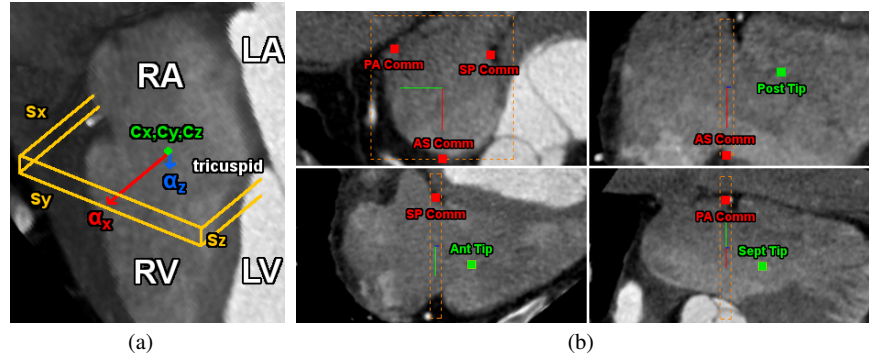 LA
RA
Sx
Cx,Cy,Cz
tricuspid
αz
Sy
αx
Sz
RV
LV
(a)
PA Comm
SP Comm
AS Comm
Post Tip
AS Comm
SP Comm
Ant Tip
PA Comm
Sept Tip
(b)